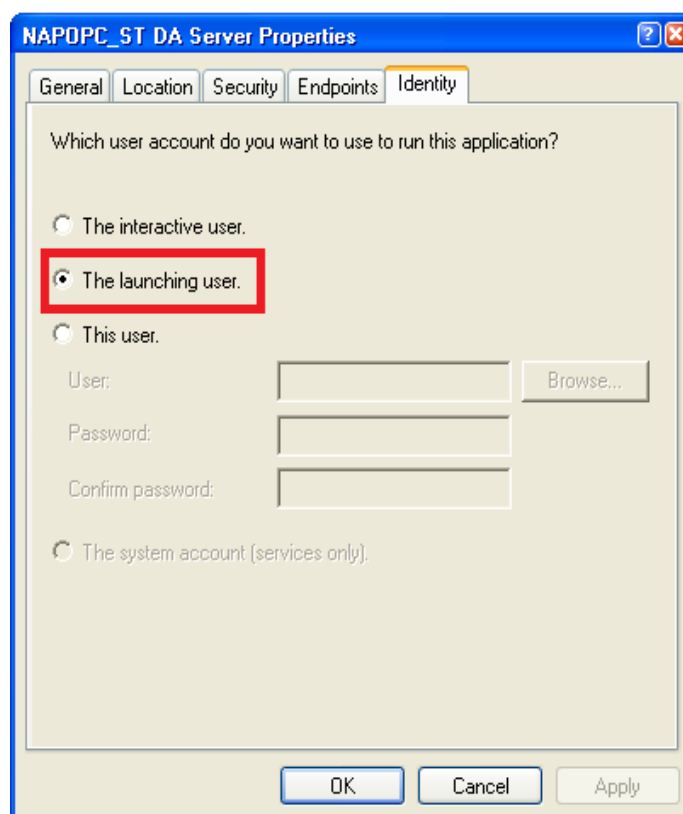 NAPOPC_ST DA Server Properties
General Location Security Endpoints Identity
Which user account do you want to use to run this application?
The interactive user.
The launching user.
This user.
User:
Browse...
Password:
Confirm password:
The system account (services only).
OK Cancel Apply